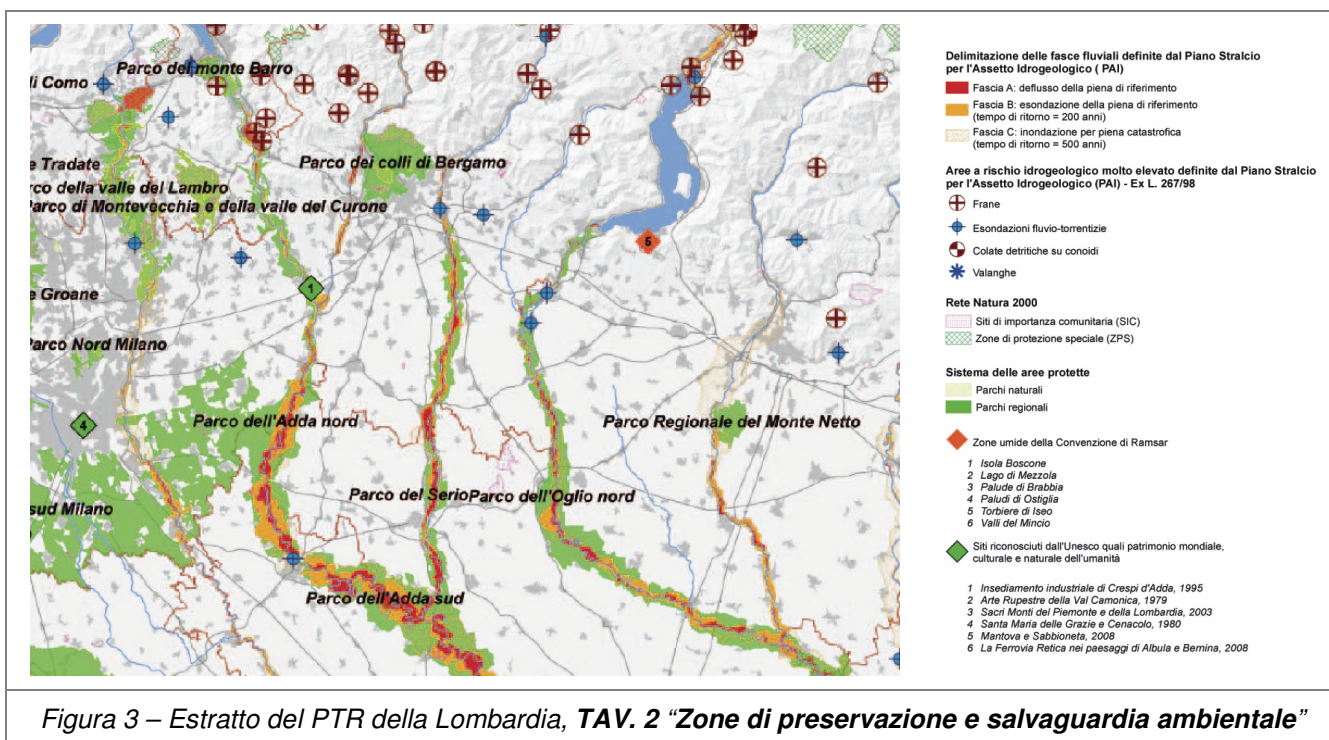 di Como
Parco del monte Barro
e Tradate
Parco dei colli di Bergamo
rco della valle del Lambro
Parco di Montevecchia e della valle del Curone
5
1
e Groane
Parco Nord Milano
4
Parco dell'Adda nord
Parco Regionale del Monte Netto
Parco del Serio
Parco dell'Oglio nord
sud Milano
Parco dell'Adda sud
Delimitazione delle fasce fluviali definite dal Piano Stralcio
per l'Assetto Idrogeologico ( PAI)
Fascia A: deflusso della piena di riferimento
Fascia B: esondazione della piena di riferimento
(tempo di ritorno = 200 anni)
Fascia C: inondazione per piena catastrofica
(tempo di ritorno = 500 anni)
Aree a rischio idrogeologico molto elevato definite dal Piano Stralcio
per l'Assetto Idrogeologico (PAI) - Ex L. 267/98
Frane
Esondazioni fluvio-torrentizie
Colate detritiche su conoidi
Valanghe
Rete Natura 2000
Siti di importanza comunitaria (SIC)
Zone di protezione speciale (ZPS)
Sistema delle aree protette
Parchi naturali
Parchi regionali
Zone umide della Convenzione di Ramsar
1 Isola Boscone
2 Lago di Mezzola
3 Palude di Brabbia
4 Paludi di Ostiglia
5 Torbiere di Iseo
6 Valli del Mincio
Siti riconosciuti dall'Unesco quali patrimonio mondiale,
culturale e naturale dell'umanità
1 Insediamento industriale di Crespi d'Adda, 1995
2 Arte Rupestre della Val Camonica, 1979
3 Sacri Monti del Piemonte e della Lombardia, 2003
4 Santa Maria delle Grazie e Cenacolo, 1980
5 Mantova e Sabbioneta, 2008
6 La Ferrovia Retica nei paesaggi di Albula e Bernina, 2008
Figura 3 – Estratto del PTR della Lombardia, TAV. 2 “Zone di preservazione e salvaguardia ambientale”